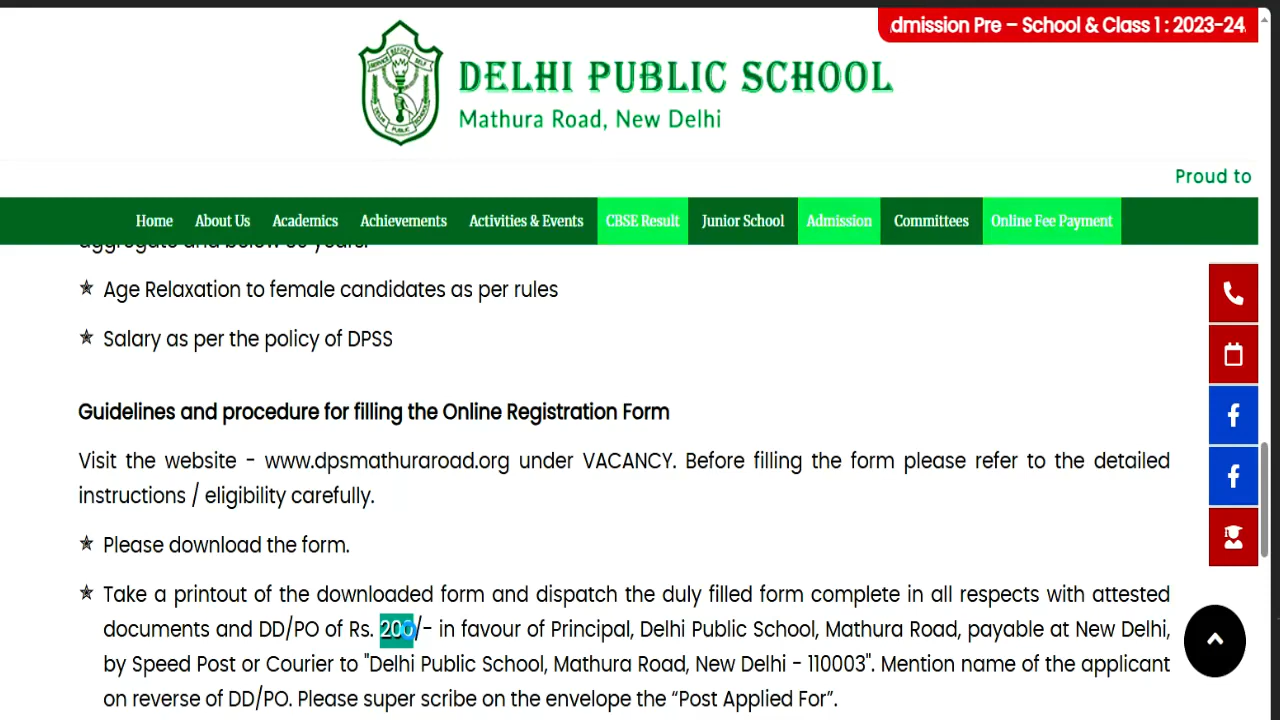 dmission Pre – School & Class 1 : 2023-24
DELHI PUBLIC SCHOOL
Mathura Road, New Delhi
Proud to
Home About Us Academics Achievements Activities & Events CBSE Result Junior School Admission Committees Online Fee Payment
aggregate and below
years.
Age Relaxation to female candidates as per rules
Salary as per the policy of DPSS
Guidelines and procedure for filling the Online Registration Form
Visit the website - www.dpsmathuraroad.org under VACANCY. Before filling the form please refer to the detailed
instructions / eligibility carefully.
Please download the form.
Take a printout of the downloaded form and dispatch the duly filled form complete in all respects with attested
documents and DD/PO of Rs. 200/- in favour of Principal, Delhi Public School, Mathura Road, payable at New Delhi,
by Speed Post or Courier to "Delhi Public School, Mathura Road, New Delhi - 110003". Mention name of the applicant
on reverse of DD/PO. Please super scribe on the envelope the “Post Applied For”.